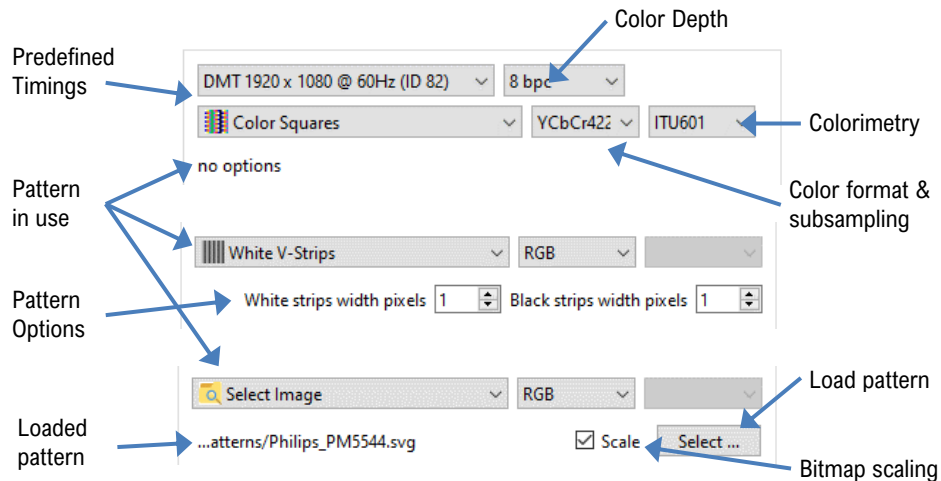 Color Depth
Predefined
Timings
DMT 1920 x 1080 @ 60Hz (ID 82)
8 bpc
Color Squares
YCbCr422
ITU601
Colorimetry
no options
Color format &
subsampling
Pattern
in use
White V-Strips
RGB
Pattern
Options
White strips width pixels
1
Black strips width pixels
1
Select Image
RGB
Load pattern
Loaded
pattern
...atterns/Philips_PM5544.svg
Scale
Select ...
Bitmap scaling